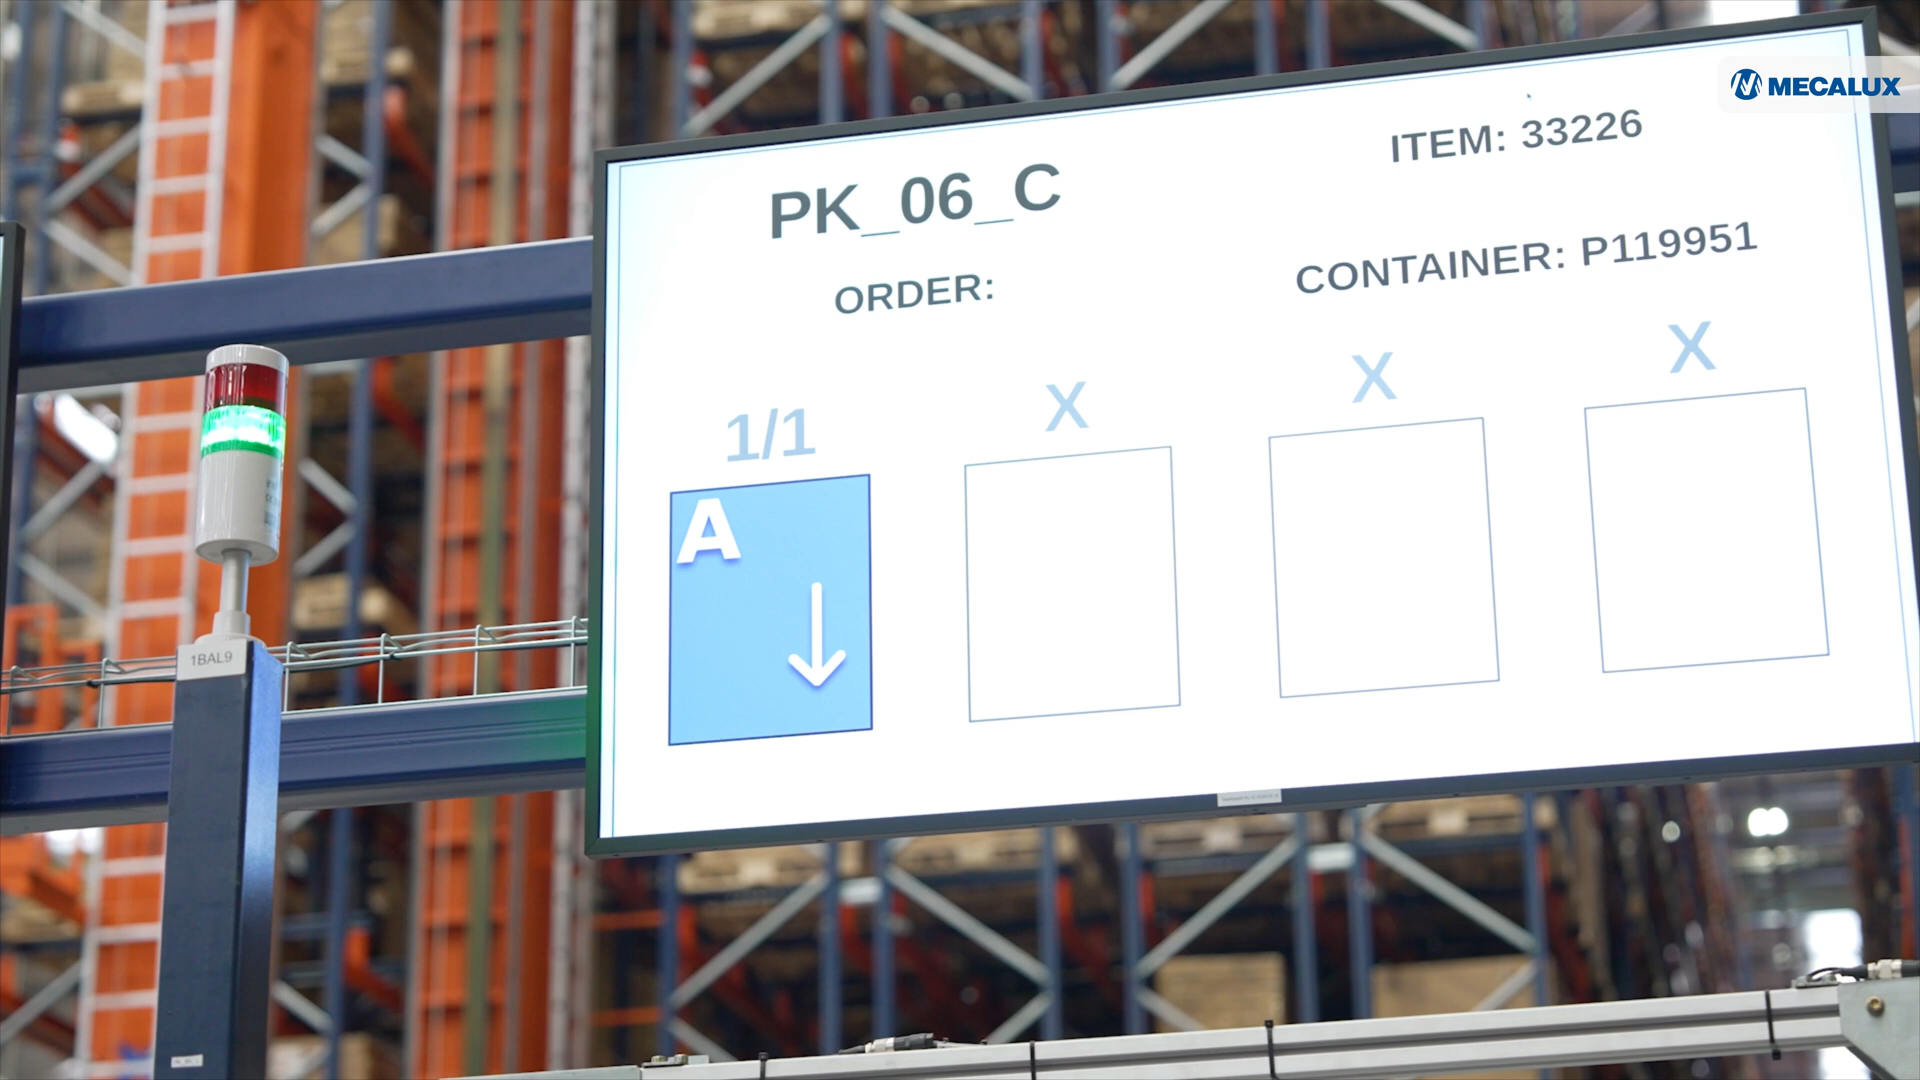 MECALUX
PK_06_C
ITEM: 33226
ORDER:
CONTAINER: P119951
1/1
X
X
X
A
1BAL9